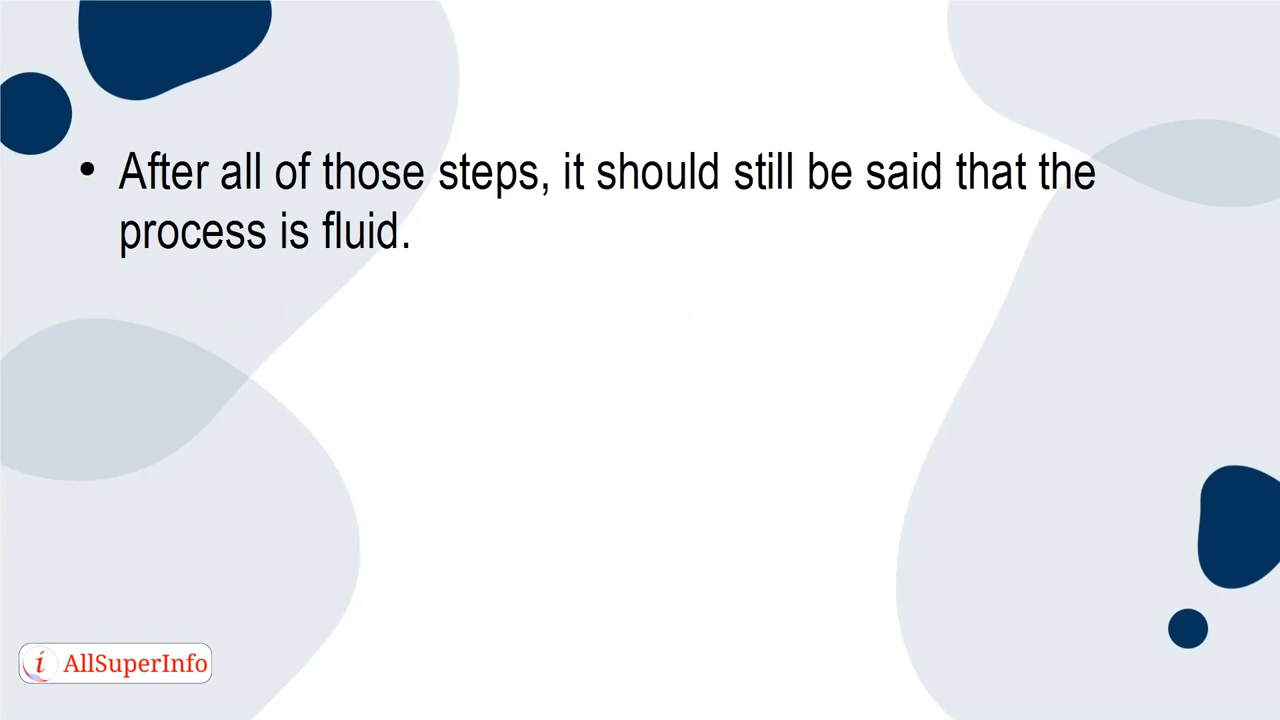 • After all of those steps, it should still be said that the
process is fluid.
i AllSuperInfo